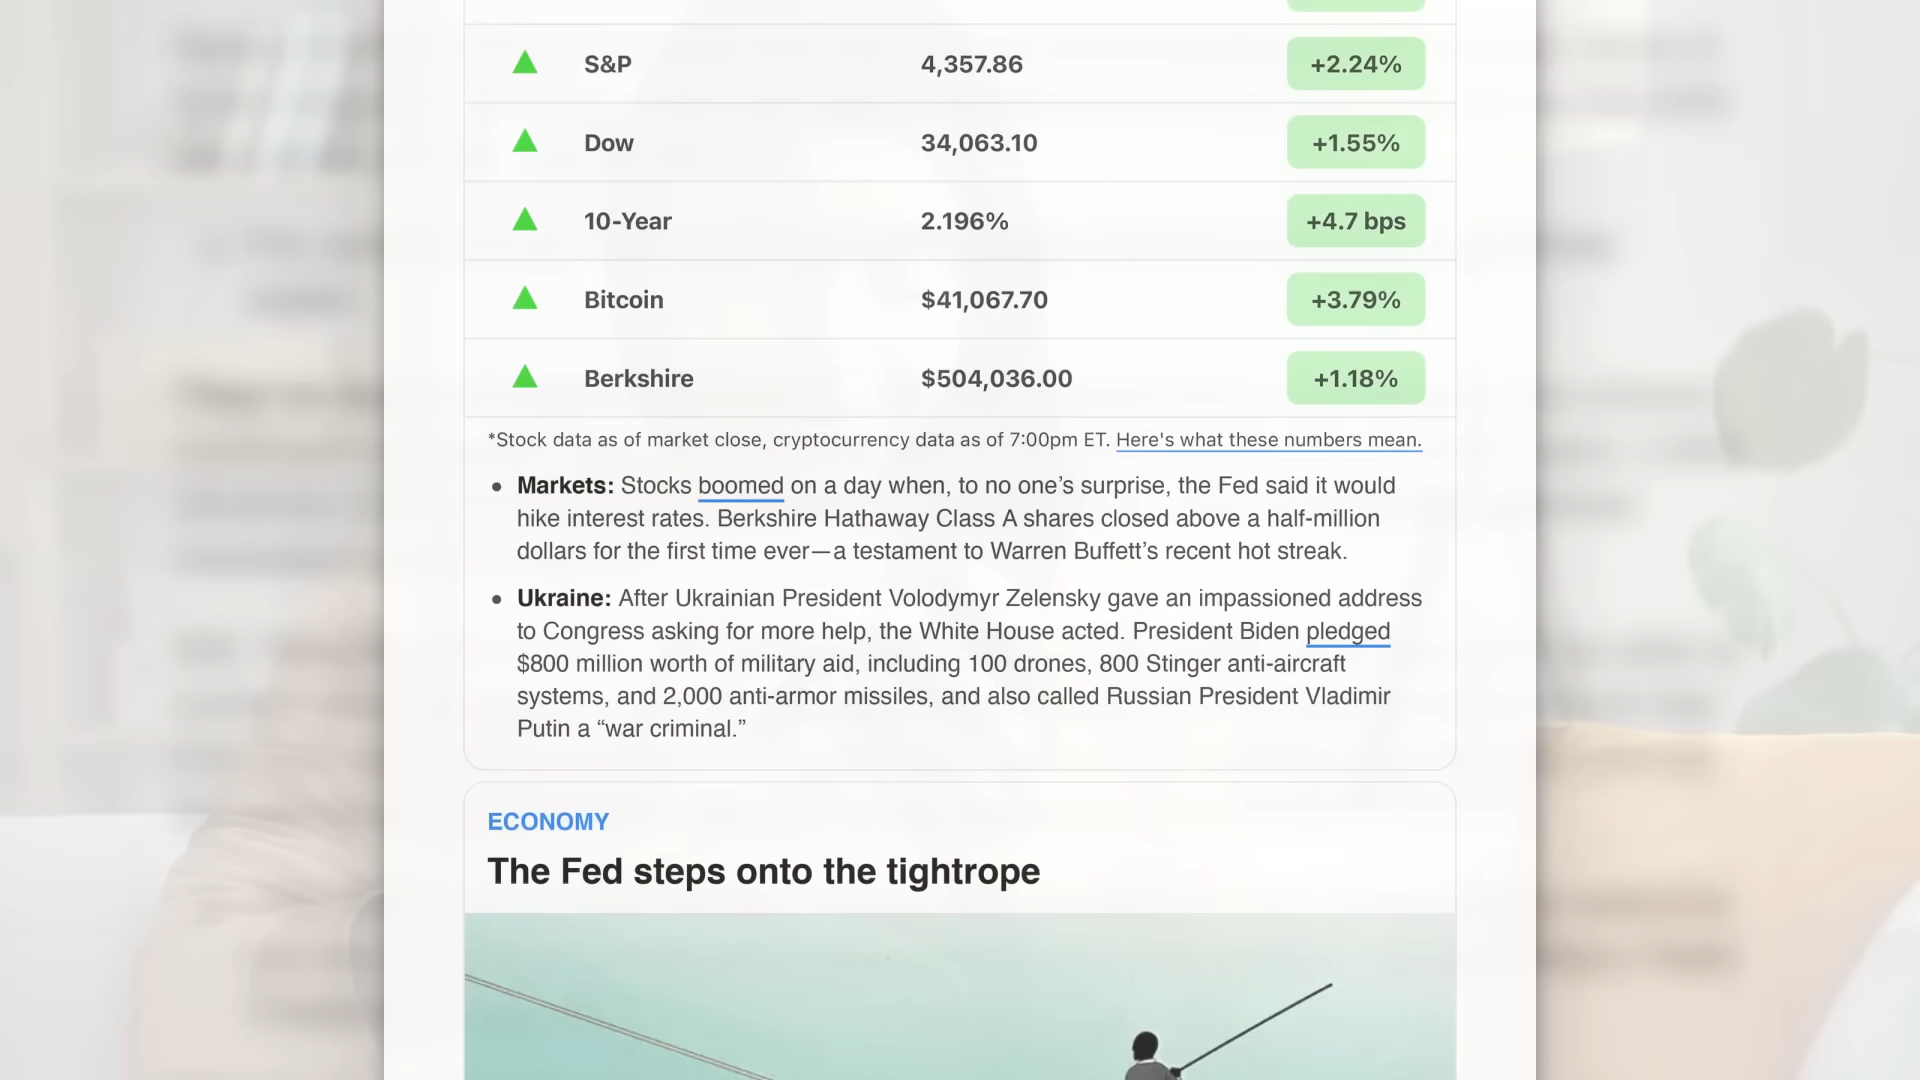 S&P 4,357.86 +2.24%
Dow 34,063.10 +1.55%
10-Year 2.196% +4.7 bps
Bitcoin $41,067.70 +3.79%
Berkshire $504,036.00 +1.18%
*Stock data as of market close, cryptocurrency data as of 7:00pm ET. Here's what these numbers mean.
• Markets: Stocks boomed on a day when, to no one’s surprise, the Fed said it would
hike interest rates. Berkshire Hathaway Class A shares closed above a half-million
dollars for the first time ever—a testament to Warren Buffett’s recent hot streak.
• Ukraine: After Ukrainian President Volodymyr Zelensky gave an impassioned address
to Congress asking for more help, the White House acted. President Biden pledged
$800 million worth of military aid, including 100 drones, 800 Stinger anti-aircraft
systems, and 2,000 anti-armor missiles, and also called Russian President Vladimir
Putin a “war criminal.”
ECONOMY
The Fed steps onto the tightrope